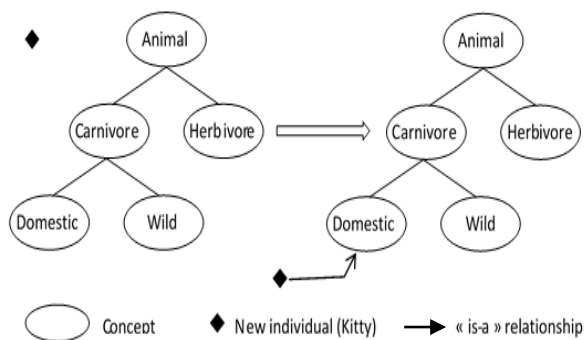 Animal
Carnivore
Herbivore
Domestic
Wild
Animal
Carnivore
Herbivore
Domestic
Wild
Concept
New individual (Kitty)
« is-a » relationship